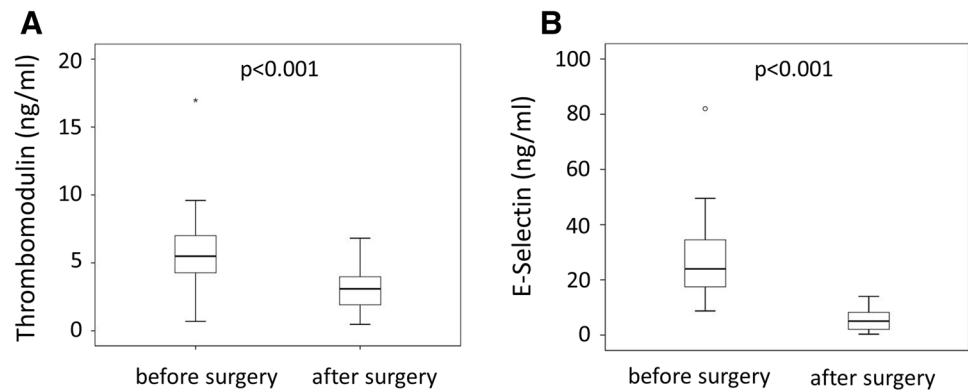 A
Thrombomodulin (ng/ml)
20
15
10
5
0
p<0.001
*
before surgery
after surgery
B
E-Selectin (ng/ml)
100
80
60
40
20
0
p<0.001
before surgery
after surgery